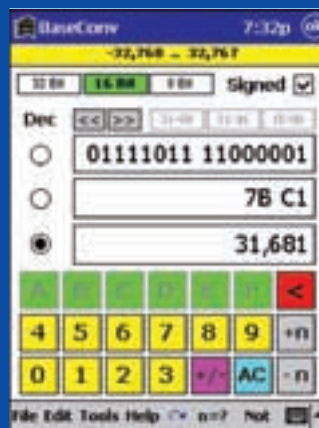 BaseConv 7:32p ok
-32,768 .. 32,767
32 Bit 16 Bit 8 Bit Signed
Dec << >>
01111011 11000001
7B C1
31,681
A B C D E F <
4 5 6 7 8 9 +n
0 1 2 3 +/- AC -n
File Edit Tools Help n=? Not